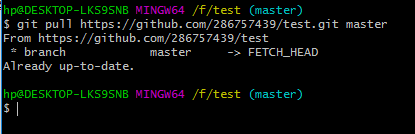 hp@DESKTOP-LKS9SNB MINGW64 /f/test (master)
$ git pull https://github.com/286757439/test.git master
From https://github.com/286757439/test
 * branch            master     -> FETCH_HEAD
Already up-to-date.
hp@DESKTOP-LKS9SNB MINGW64 /f/test (master)
$